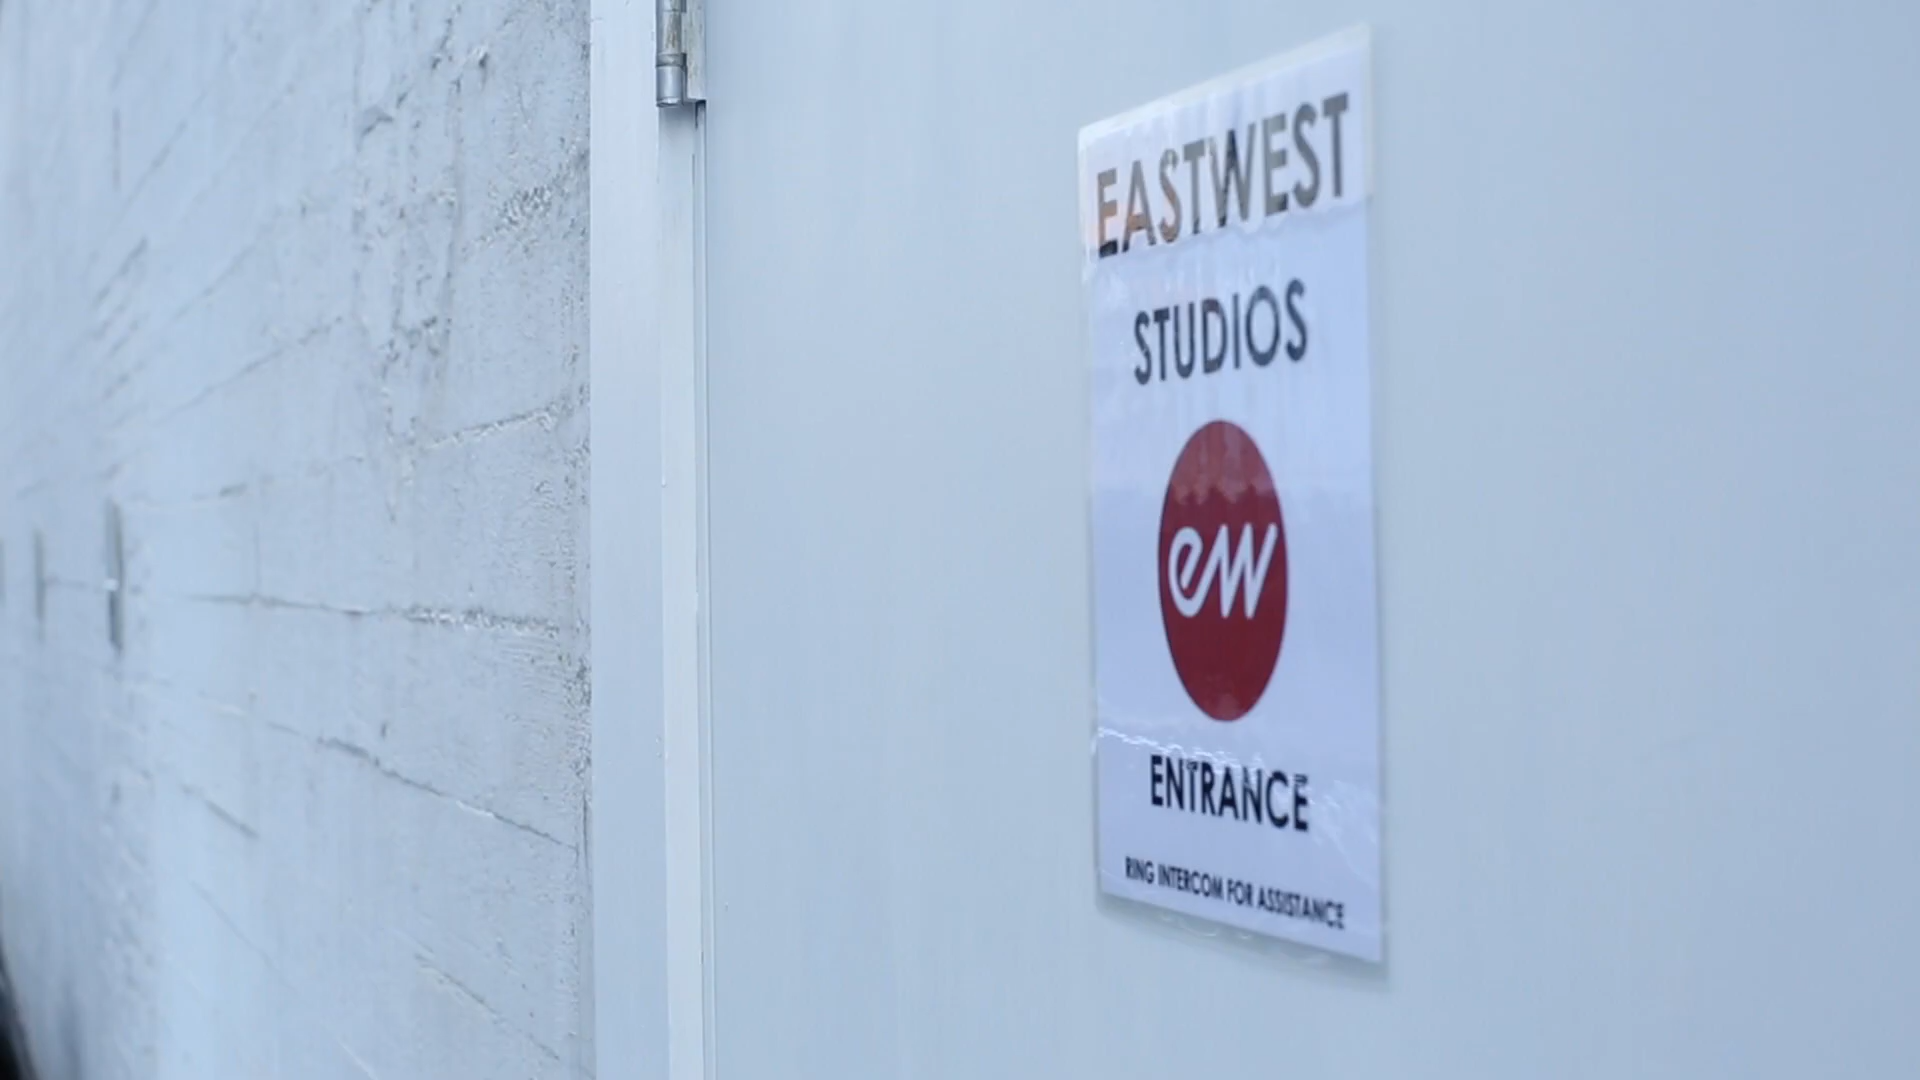 EASTWEST
STUDIOS
ew
ENTRANCE
RING INTERCOM FOR ASSISTANCE